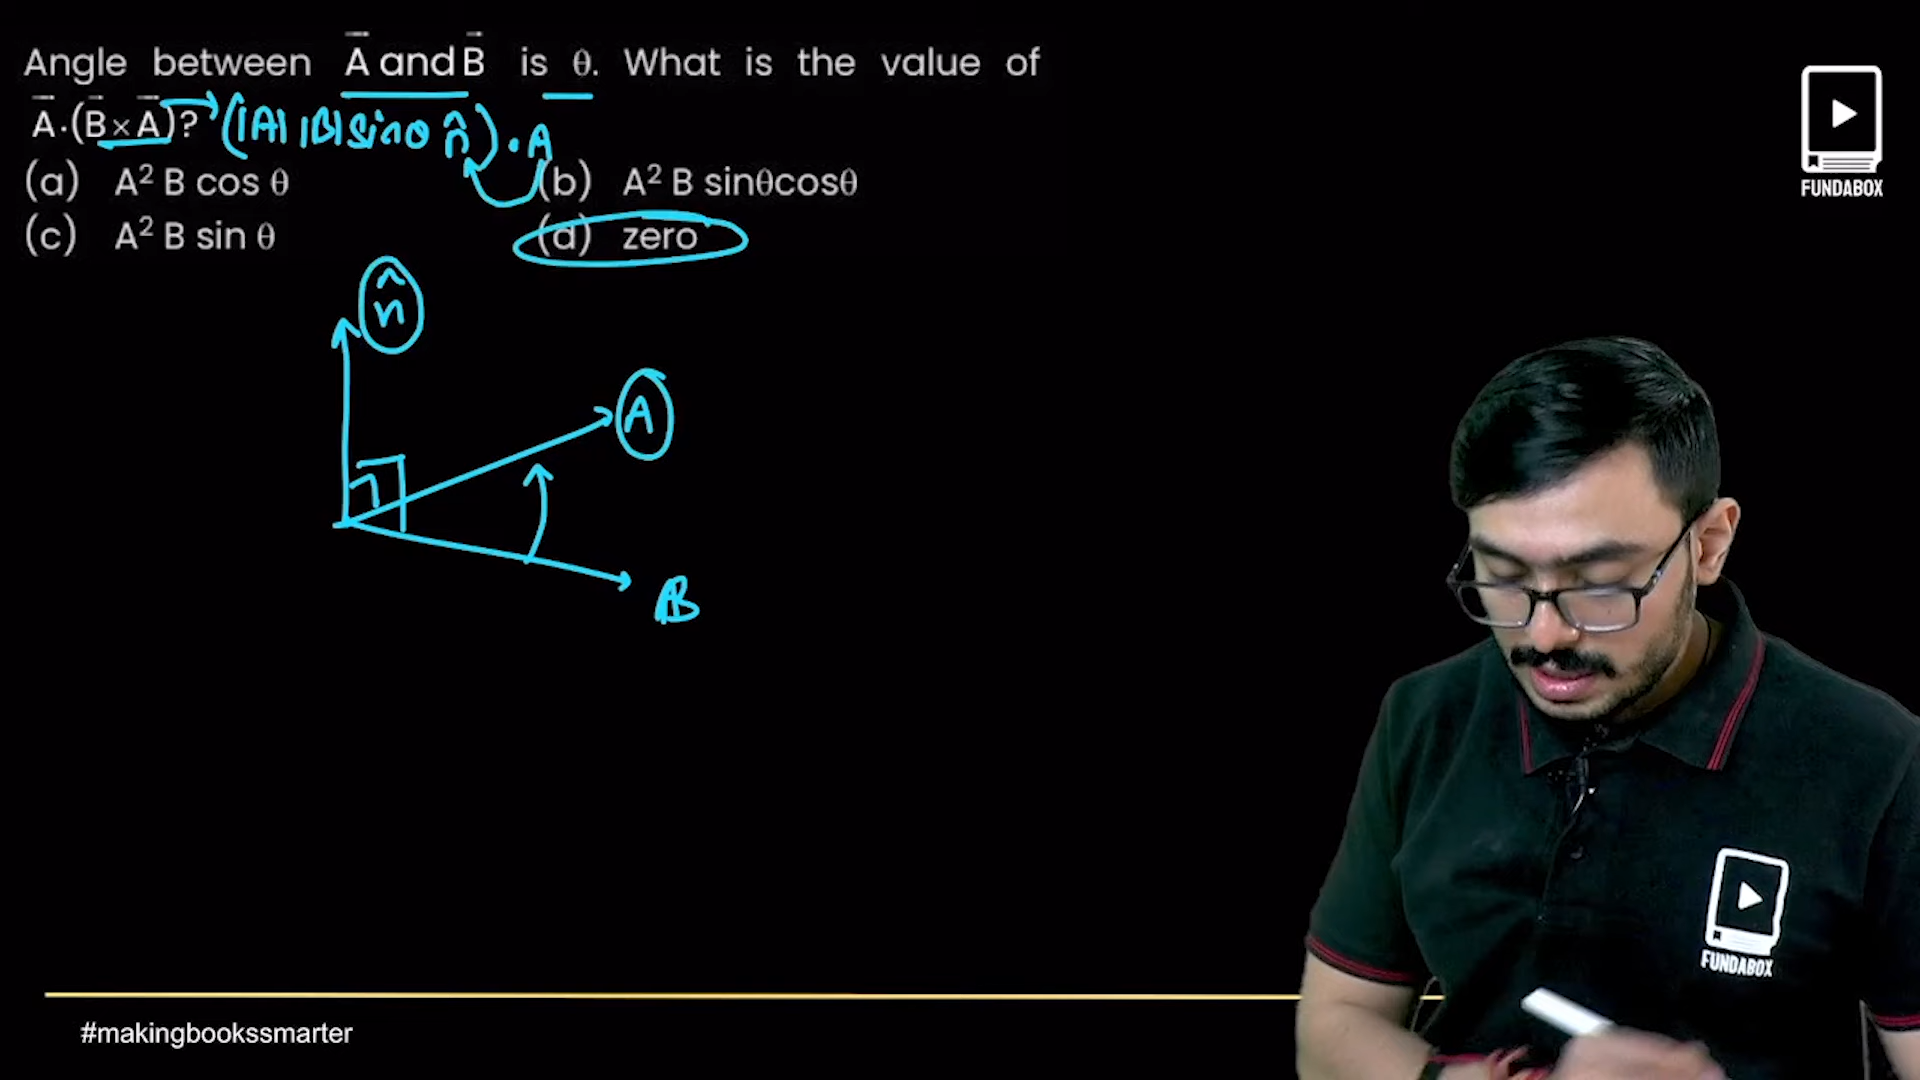 Angle between A̅ and B̅ is θ. What is the value of
A̅·(B̅×A̅)? → (|A| |B| sinθ n̂)·A
(a) A² B cos θ (b) A² B sinθcosθ
(c) A² B sin θ (d) zero
n̂
A
B
FUNDABOX
FUNDABOX
#makingbookssmarter